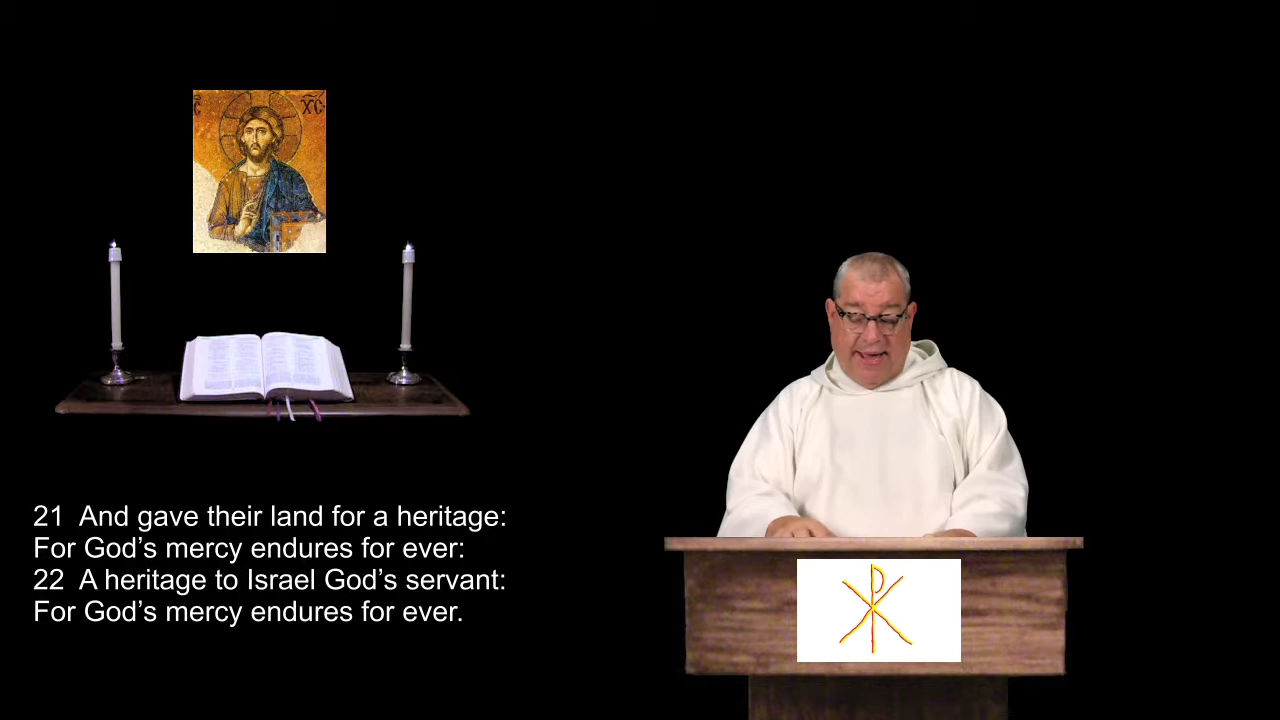 C XC
21 And gave their land for a heritage:
For God’s mercy endures for ever:
22 A heritage to Israel God’s servant:
For God’s mercy endures for ever.